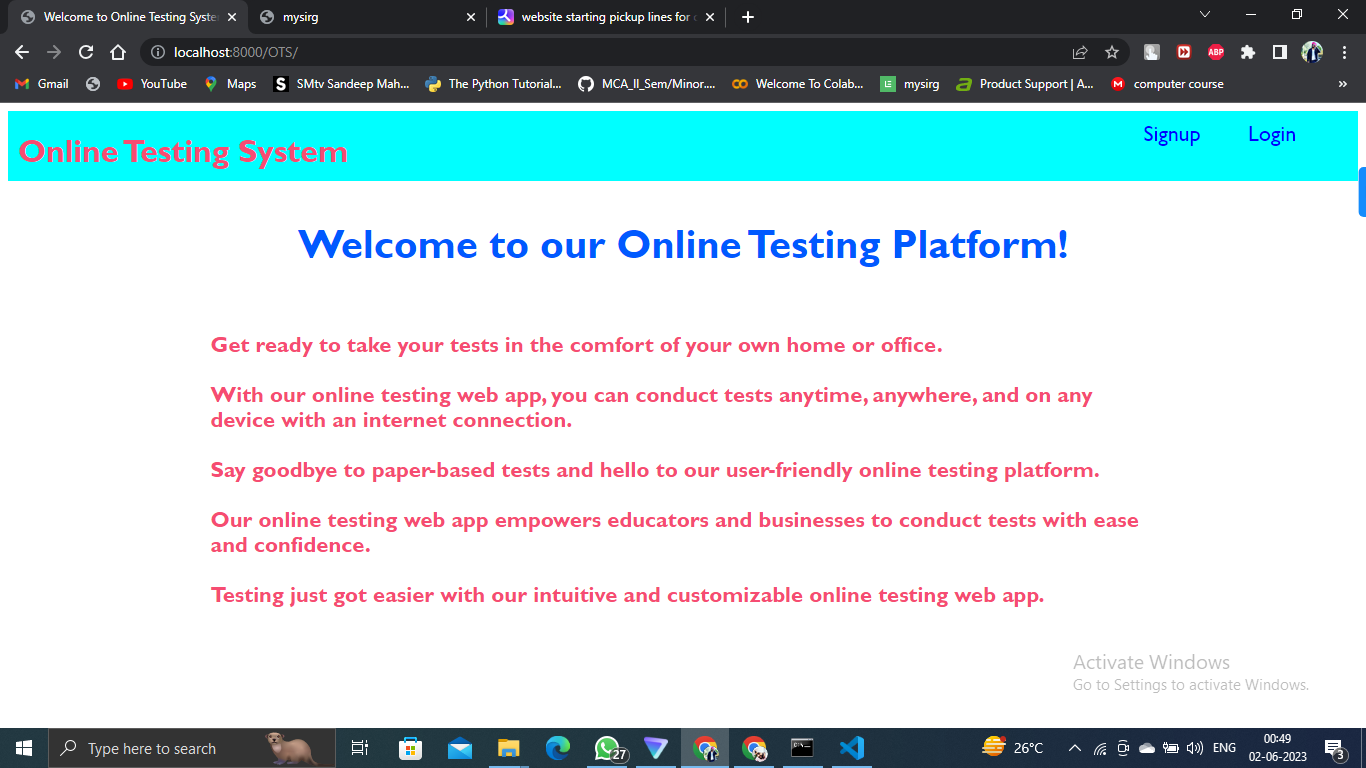 Welcome to Online Testing Syste
mysirg
website starting pickup lines for o
localhost:8000/OTS/
ABP
Gmail
YouTube
Maps
S
SMtv Sandeep Mah...
The Python Tutorial...
MCA_II_Sem/Minor....
Welcome To Colab...
LE
mysirg
Product Support | A...
M
computer course
»
Online Testing System
Signup
Login
Welcome to our Online Testing Platform!
Get ready to take your tests in the comfort of your own home or office.
With our online testing web app, you can conduct tests anytime, anywhere, and on any
device with an internet connection.
Say goodbye to paper-based tests and hello to our user-friendly online testing platform.
Our online testing web app empowers educators and businesses to conduct tests with ease
and confidence.
Testing just got easier with our intuitive and customizable online testing web app.
Activate Windows
Go to Settings to activate Windows.
Type here to search
27
26°C
ENG
00:49
02-06-2023
3